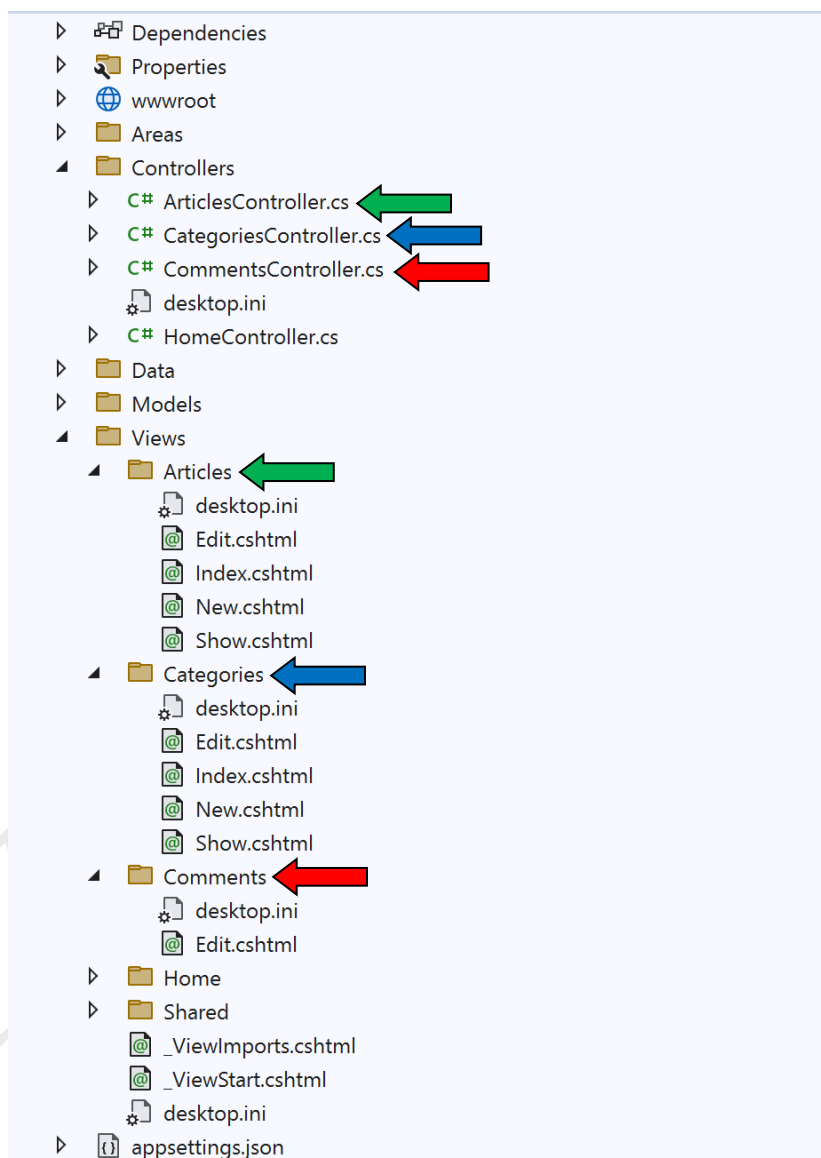 Dependencies
Properties
wwwroot
Areas
Controllers
C# ArticlesController.cs
C# CategoriesController.cs
C# CommentsController.cs
desktop.ini
C# HomeController.cs
Data
Models
Views
Articles
desktop.ini
Edit.cshtml
Index.cshtml
New.cshtml
Show.cshtml
Categories
desktop.ini
Edit.cshtml
Index.cshtml
New.cshtml
Show.cshtml
Comments
desktop.ini
Edit.cshtml
Home
Shared
_ViewImports.cshtml
_ViewStart.cshtml
desktop.ini
appsettings.json